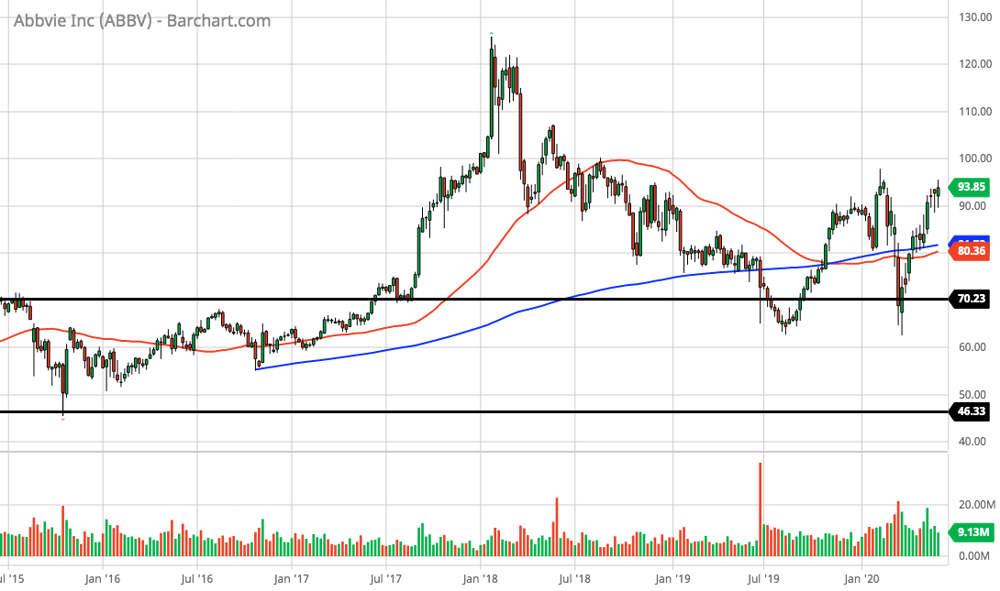 Abbvie Inc (ABBV) - Barchart.com
130.00
120.00
110.00
100.00
93.85
90.00
80.36
70.23
60.00
50.00
46.33
40.00
20.00M
9.13M
0.00M
Jan '16
Jul '16
Jan '17
Jul '17
Jan '18
Jul '18
Jan '19
Jul '19
Jan '20